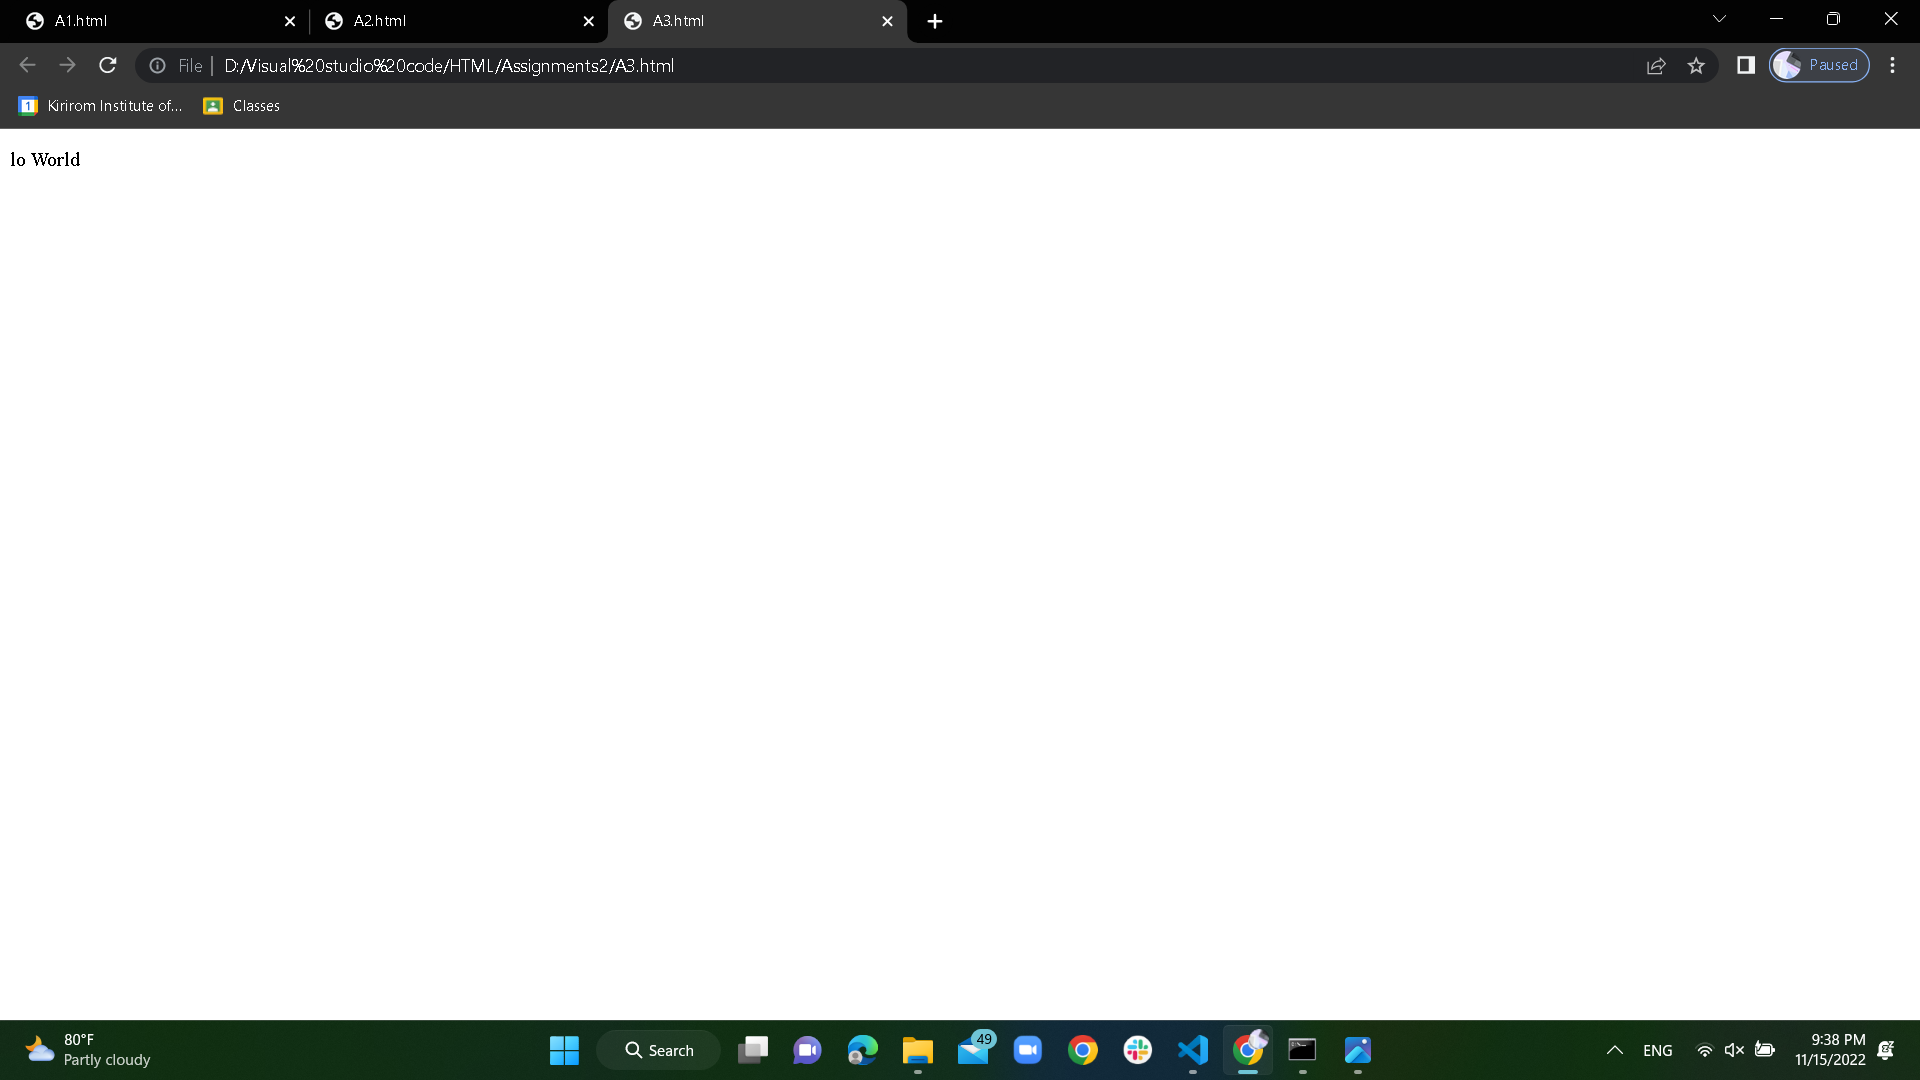 A1.html
A2.html
A3.html
File
D:/Visual%20studio%20code/HTML/Assignments2/A3.html
Paused
1
Kirirom Institute of...
Classes
lo World
80°F
Partly cloudy
Search
49
ENG
9:38 PM
11/15/2022